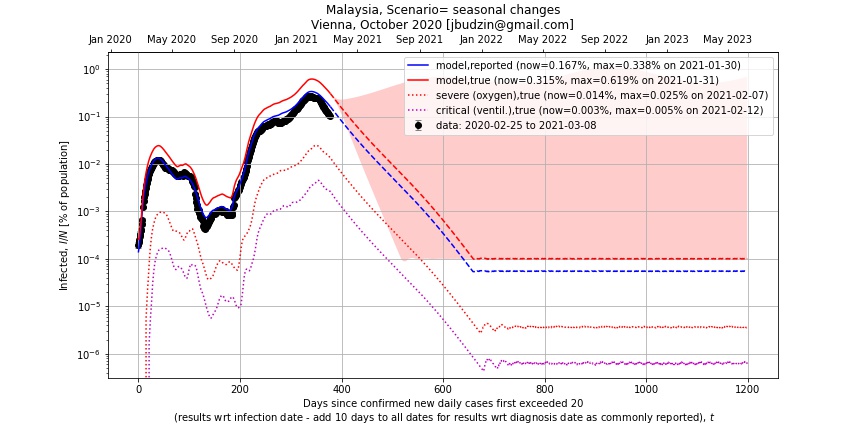 Malaysia, Scenario= seasonal changes
Vienna, October 2020 [jbudzin@gmail.com]
Jan 2020 May 2020 Sep 2020 Jan 2021 May 2021 Sep 2021 Jan 2022 May 2022 Sep 2022 Jan 2023 May 2023
model,reported (now=0.167%, max=0.338% on 2021-01-30)
model,true (now=0.315%, max=0.619% on 2021-01-31)
severe (oxygen),true (now=0.014%, max=0.025% on 2021-02-07)
critical (ventil.),true (now=0.003%, max=0.005% on 2021-02-12)
data: 2020-02-25 to 2021-03-08
Infected, I/N [% of population]
10⁰
10⁻¹
10⁻²
10⁻³
10⁻⁴
10⁻⁵
10⁻⁶
0 200 400 600 800 1000 1200
Days since confirmed new daily cases first exceeded 20
(results wrt infection date - add 10 days to all dates for results wrt diagnosis date as commonly reported), t